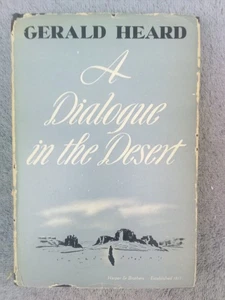 GERALD HEARD
A
Dialogue
in the Desert